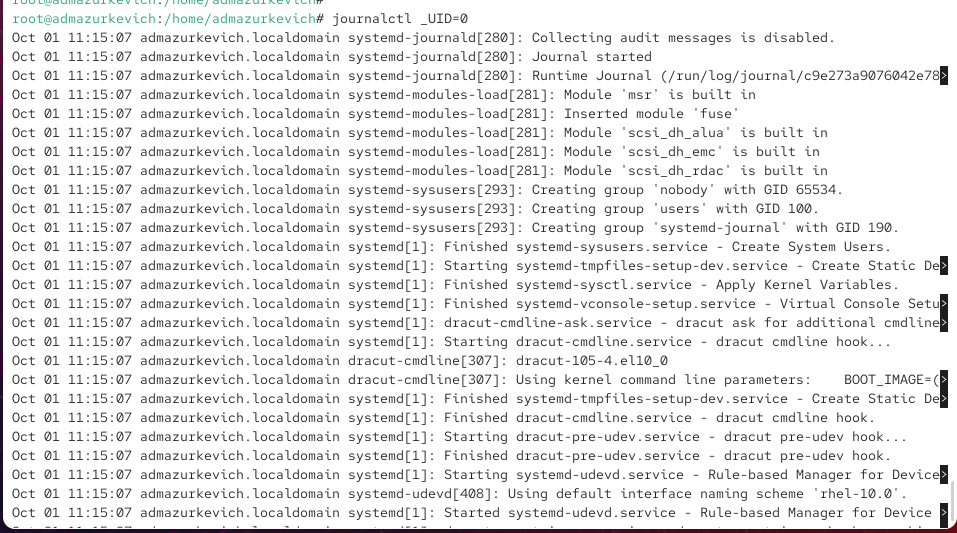 root@admazurkevich:/home/admazurkevich#
root@admazurkevich:/home/admazurkevich# journalctl _UID=0
Oct 01 11:15:07 admazurkevich.localdomain systemd-journald[280]: Collecting audit messages is disabled.
Oct 01 11:15:07 admazurkevich.localdomain systemd-journald[280]: Journal started
Oct 01 11:15:07 admazurkevich.localdomain systemd-journald[280]: Runtime Journal (/run/log/journal/c9e273a9076042e78>
Oct 01 11:15:07 admazurkevich.localdomain systemd-modules-load[281]: Module 'msr' is built in
Oct 01 11:15:07 admazurkevich.localdomain systemd-modules-load[281]: Inserted module 'fuse'
Oct 01 11:15:07 admazurkevich.localdomain systemd-modules-load[281]: Module 'scsi_dh_alua' is built in
Oct 01 11:15:07 admazurkevich.localdomain systemd-modules-load[281]: Module 'scsi_dh_emc' is built in
Oct 01 11:15:07 admazurkevich.localdomain systemd-modules-load[281]: Module 'scsi_dh_rdac' is built in
Oct 01 11:15:07 admazurkevich.localdomain systemd-sysusers[293]: Creating group 'nobody' with GID 65534.
Oct 01 11:15:07 admazurkevich.localdomain systemd-sysusers[293]: Creating group 'users' with GID 100.
Oct 01 11:15:07 admazurkevich.localdomain systemd-sysusers[293]: Creating group 'systemd-journal' with GID 190.
Oct 01 11:15:07 admazurkevich.localdomain systemd[1]: Finished systemd-sysusers.service - Create System Users.
Oct 01 11:15:07 admazurkevich.localdomain systemd[1]: Starting systemd-tmpfiles-setup-dev.service - Create Static De>
Oct 01 11:15:07 admazurkevich.localdomain systemd[1]: Finished systemd-sysctl.service - Apply Kernel Variables.
Oct 01 11:15:07 admazurkevich.localdomain systemd[1]: Finished systemd-vconsole-setup.service - Virtual Console Setu>
Oct 01 11:15:07 admazurkevich.localdomain systemd[1]: dracut-cmdline-ask.service - dracut ask for additional cmdline>
Oct 01 11:15:07 admazurkevich.localdomain systemd[1]: Starting dracut-cmdline.service - dracut cmdline hook...
Oct 01 11:15:07 admazurkevich.localdomain dracut-cmdline[307]: dracut-105-4.el10_0
Oct 01 11:15:07 admazurkevich.localdomain dracut-cmdline[307]: Using kernel command line parameters:    BOOT_IMAGE=(>
Oct 01 11:15:07 admazurkevich.localdomain systemd[1]: Finished systemd-tmpfiles-setup-dev.service - Create Static De>
Oct 01 11:15:07 admazurkevich.localdomain systemd[1]: Finished dracut-cmdline.service - dracut cmdline hook.
Oct 01 11:15:07 admazurkevich.localdomain systemd[1]: Starting dracut-pre-udev.service - dracut pre-udev hook...
Oct 01 11:15:07 admazurkevich.localdomain systemd[1]: Finished dracut-pre-udev.service - dracut pre-udev hook.
Oct 01 11:15:07 admazurkevich.localdomain systemd[1]: Starting systemd-udevd.service - Rule-based Manager for Device>
Oct 01 11:15:07 admazurkevich.localdomain systemd-udevd[408]: Using default interface naming scheme 'rhel-10.0'.
Oct 01 11:15:07 admazurkevich.localdomain systemd[1]: Started systemd-udevd.service - Rule-based Manager for Device >